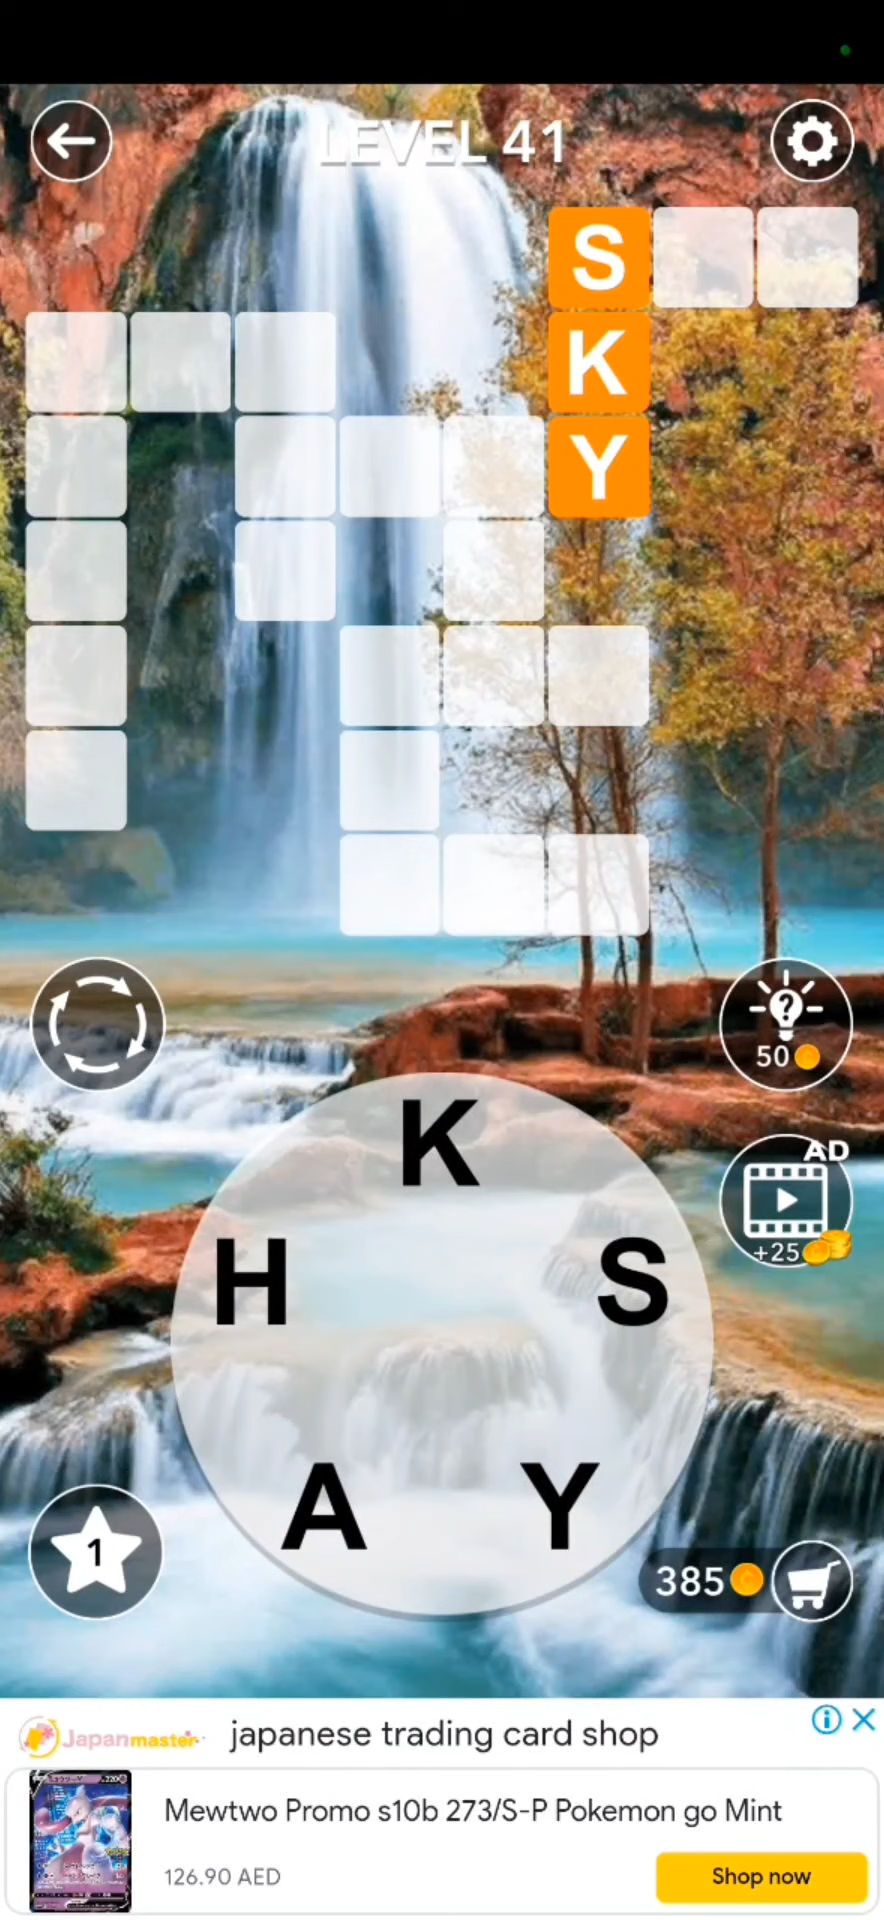 LEVEL 41
S
K
Y
50
AD
+25
K
H
S
A
Y
1
385
Japanmaster
japanese trading card shop
Mewtwo Promo s10b 273/S-P Pokemon go Mint
126.90 AED
Shop now